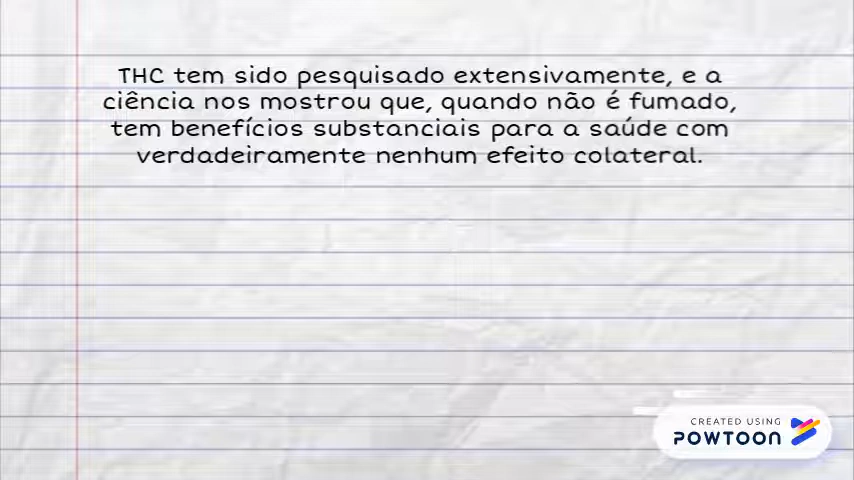 THC tem sido pesquisado extensivamente, e a
ciência nos mostrou que, quando não é fumado,
tem benefícios substanciais para a saúde com
verdadeiramente nenhum efeito colateral.
CREATED USING
POWTOON